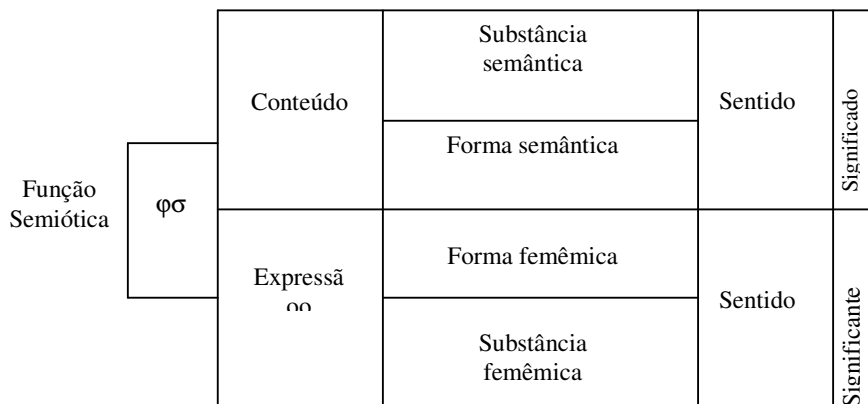 Substância
semântica
Conteúdo
Sentido
Significado
Forma semântica
Função
Semiótica
φσ
Forma femêmica
Expressã
Sentido
Significante
Substância
femêmica